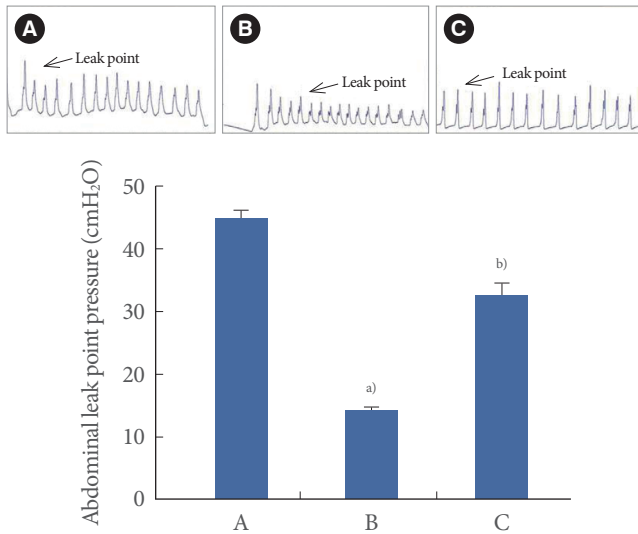 A
Leak point
B
Leak point
C
Leak point
Abdominal leak point pressure (cmH₂O)
50
40
30
20
10
0
a)
b)
A
B
C